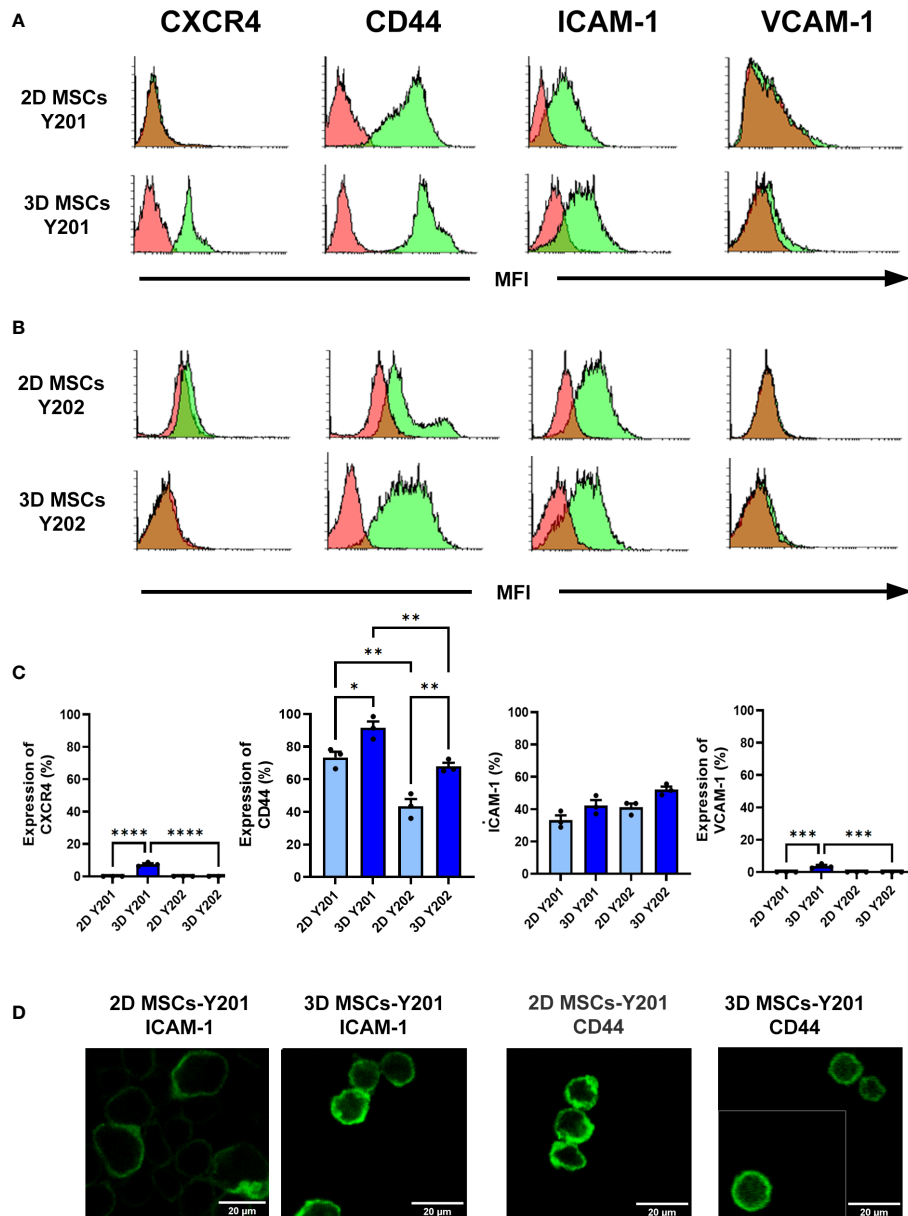 A
CXCR4 CD44 ICAM-1 VCAM-1
2D MSCs
Y201
3D MSCs
Y201
MFI
B
2D MSCs
Y202
3D MSCs
Y202
MFI
C
Expression of
CXCR4 (%)
100
80
60
40
20
0
**** ****
2D Y201 3D Y201 2D Y202 3D Y202
Expression of
CD44 (%)
100
80
60
40
20
0
**
**
* **
2D Y201 3D Y201 2D Y202 3D Y202
ICAM-1 (%)
100
80
60
40
20
0
2D Y201 3D Y201 2D Y202 3D Y202
Expression of
VCAM-1 (%)
100
80
60
40
20
0
*** ***
2D Y201 3D Y201 2D Y202 3D Y202
D
2D MSCs-Y201
ICAM-1
3D MSCs-Y201
ICAM-1
2D MSCs-Y201
CD44
3D MSCs-Y201
CD44
20 µm
20 µm
20 µm
20 µm